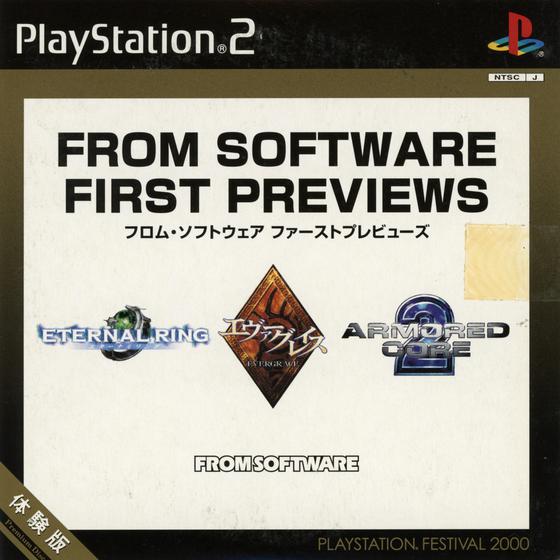 PlayStation®2
NTSC J
FROM SOFTWARE
FIRST PREVIEWS
フロム・ソフトウェア ファーストプレビューズ
ETERNAL RING
エヴァーグレイス
EVERGRACE
ARMORED
CORE
2
FROMSOFTWARE
体験版
Premium Disc
PLAYSTATION® FESTIVAL 2000